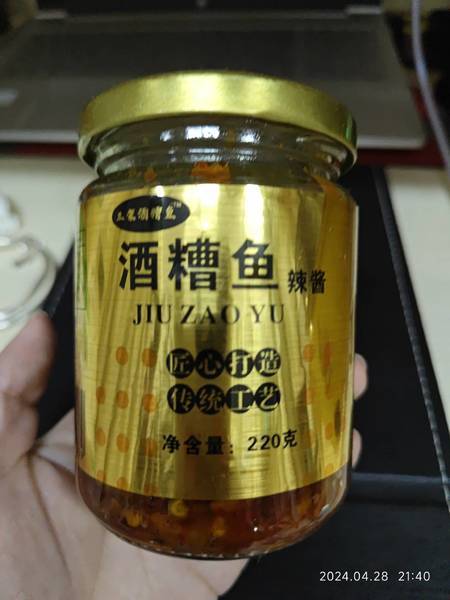 酒糟鱼
辣酱
JIU ZAO YU
匠心打造
传统工艺
净含量：220克
2024.04.28 21:40